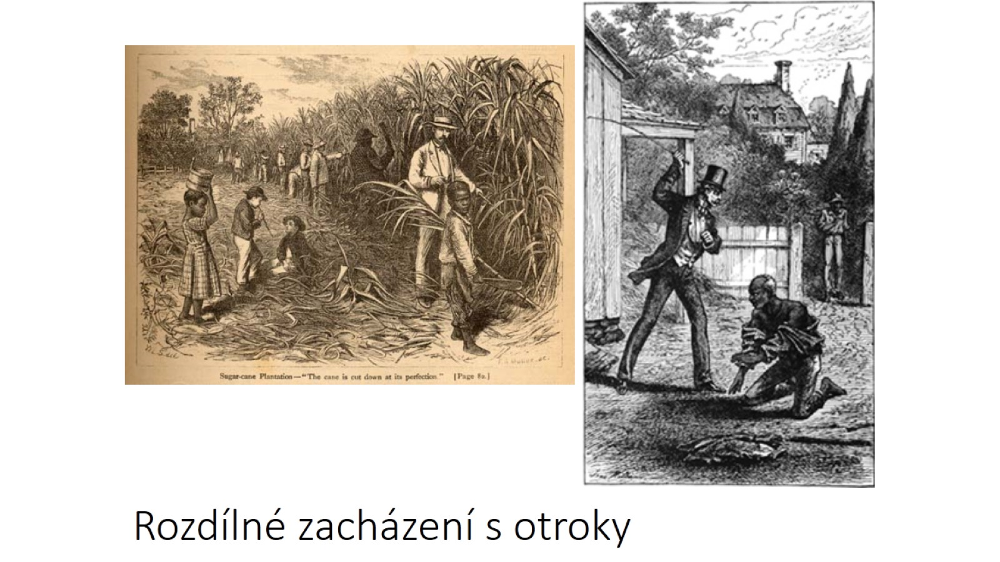 Sugar-cane Plantation—"The cane is cut down at its perfection." [Page 82.]
Rozdílné zacházení s otroky